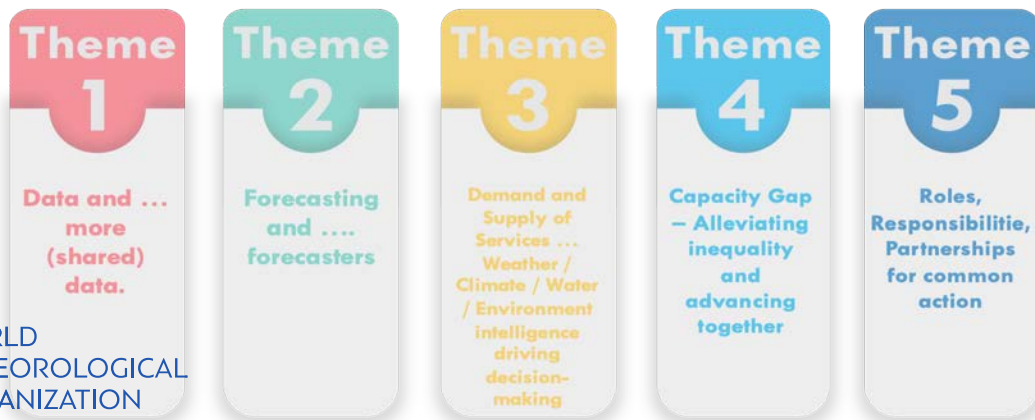 Theme
1
Data and ...
more
(shared)
data.
Theme
2
Forecasting
and ....
forecasters
Theme
3
Demand and
Supply of
Services ...
Weather /
Climate / Water
/ Environment
intelligence
driving
decision-
making
Theme
4
Capacity Gap
– Alleviating
inequality
and
advancing
together
Theme
5
Roles,
Responsibilitie,
Partnerships
for common
action
RLD
EOROLOGICAL
ANIZATION